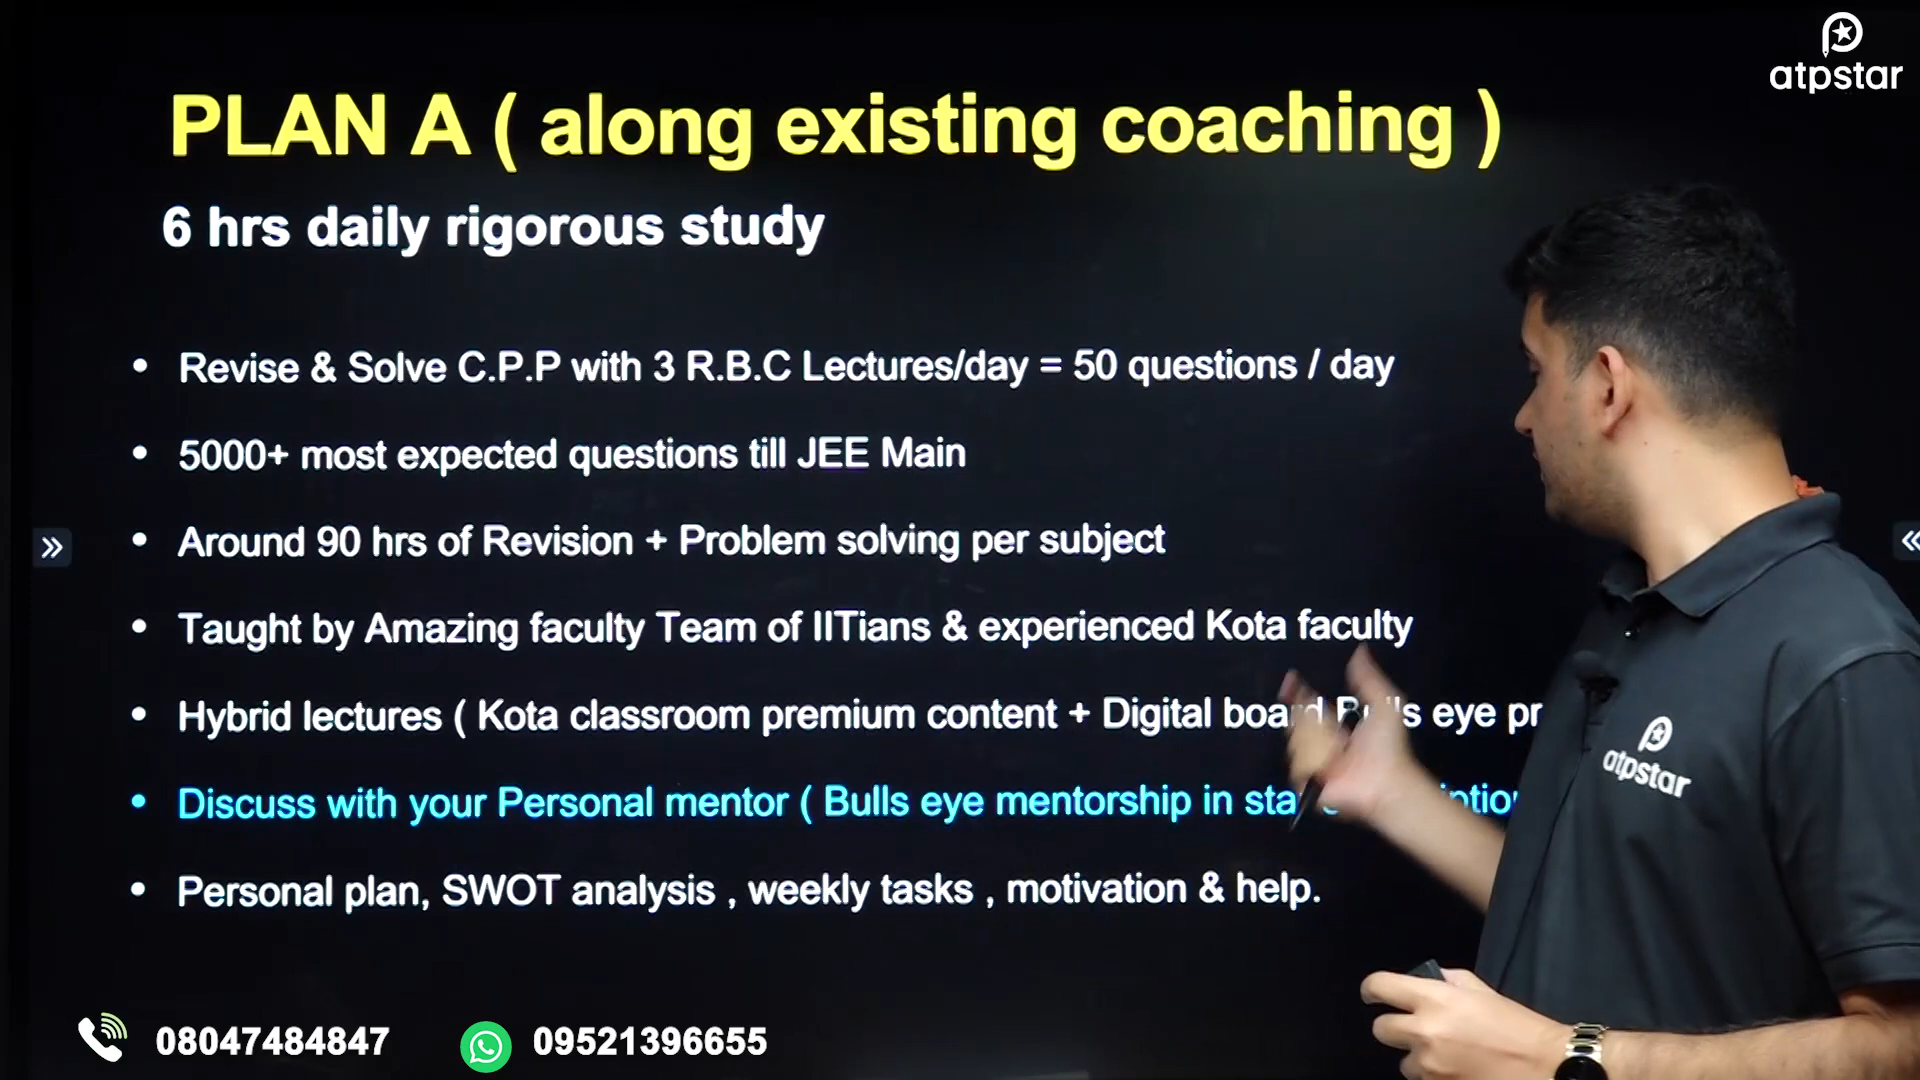 atpstar
PLAN A ( along existing coaching )
6 hrs daily rigorous study
• Revise & Solve C.P.P with 3 R.B.C Lectures/day = 50 questions / day
• 5000+ most expected questions till JEE Main
• Around 90 hrs of Revision + Problem solving per subject
• Taught by Amazing faculty Team of IITians & experienced Kota faculty
• Hybrid lectures ( Kota classroom premium content + Digital board Bulls eye
• Discuss with your Personal mentor ( Bulls eye mentorship in
• Personal plan, SWOT analysis , weekly tasks , motivation & help.
atpstar
08047484847
09521396655